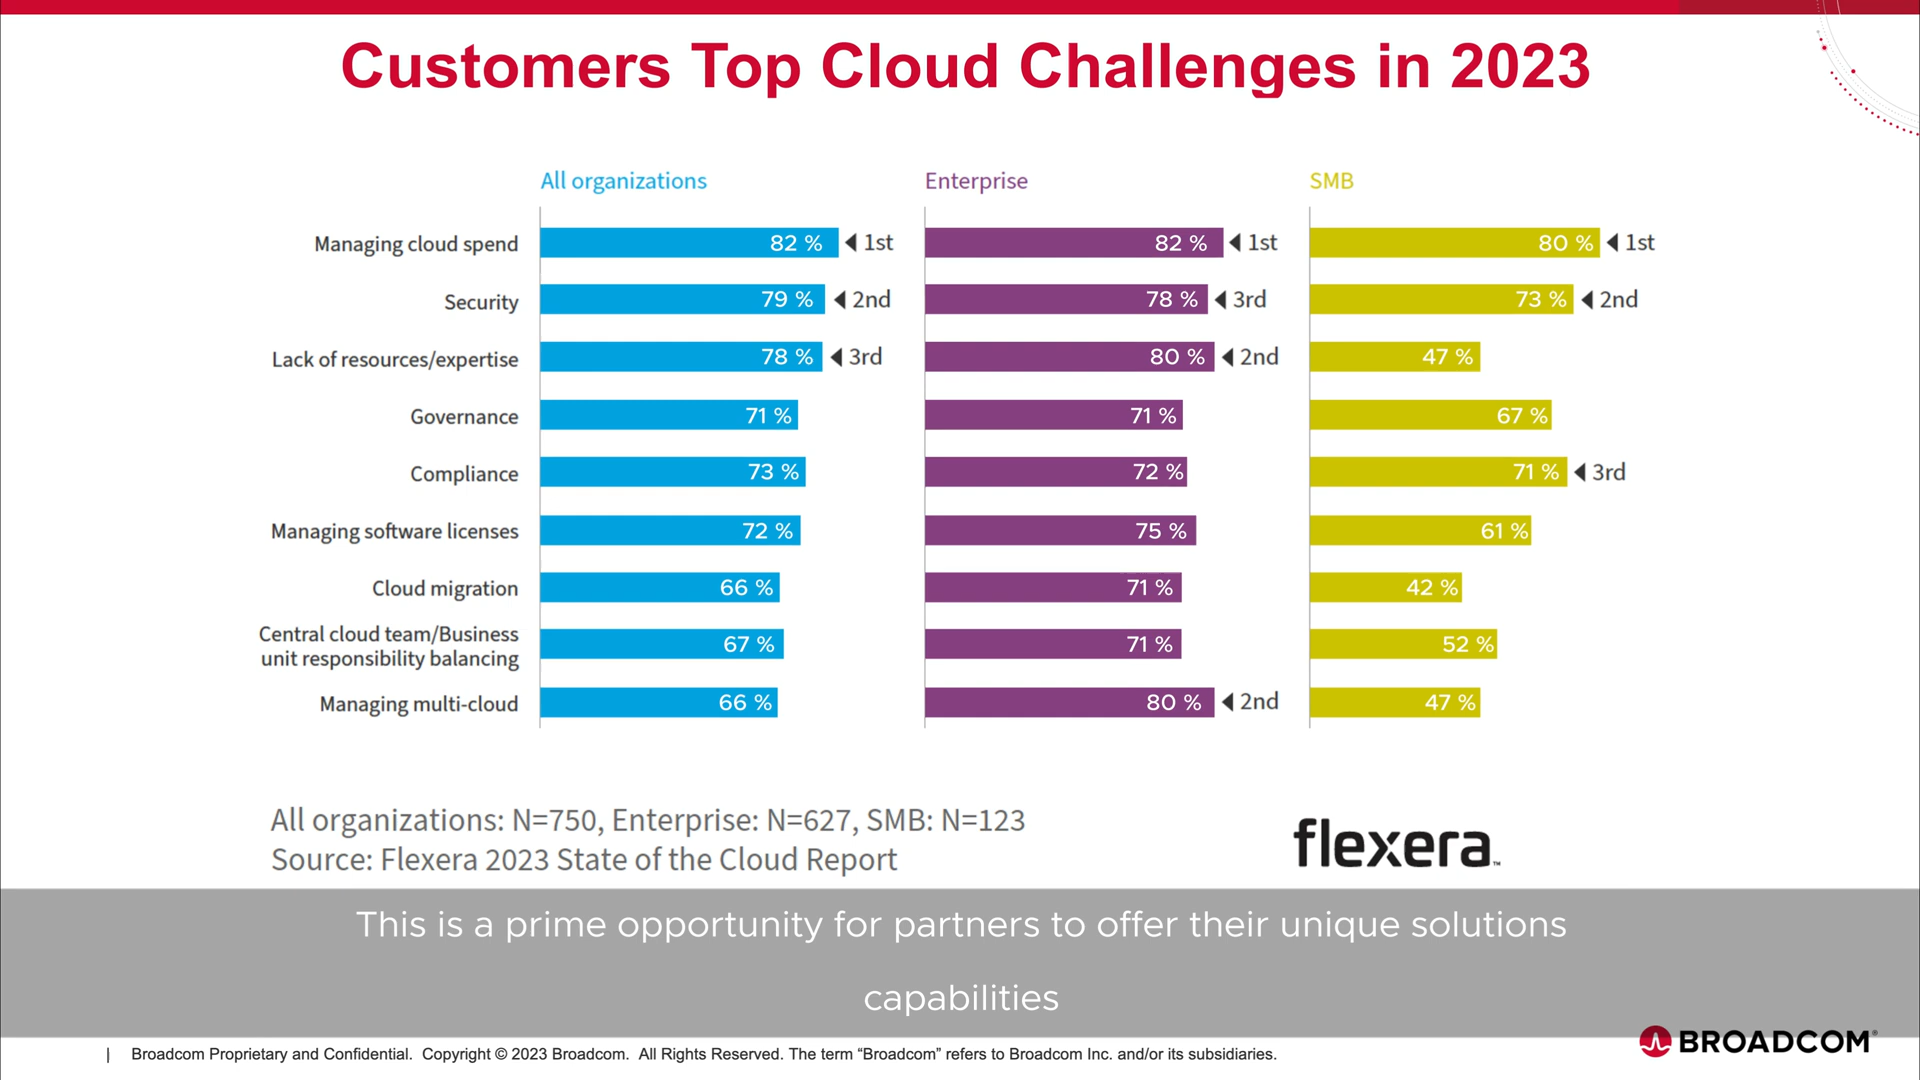 Customers Top Cloud Challenges in 2023
All organizations
Enterprise
SMB
Managing cloud spend
82 %
1st
82 %
1st
80 %
1st
Security
79 %
2nd
78 %
3rd
73 %
2nd
Lack of resources/expertise
78 %
3rd
80 %
2nd
47 %
Governance
71 %
71 %
67 %
Compliance
73 %
72 %
71 %
3rd
Managing software licenses
72 %
75 %
61 %
Cloud migration
66 %
71 %
42 %
Central cloud team/Business
unit responsibility balancing
67 %
71 %
52 %
Managing multi-cloud
66 %
80 %
2nd
47 %
All organizations: N=750, Enterprise: N=627, SMB: N=123
Source: Flexera 2023 State of the Cloud Report
flexera™
This is a prime opportunity for partners to offer their unique solutions
capabilities
| Broadcom Proprietary and Confidential. Copyright © 2023 Broadcom. All Rights Reserved. The term “Broadcom” refers to Broadcom Inc. and/or its subsidiaries.
BROADCOM®